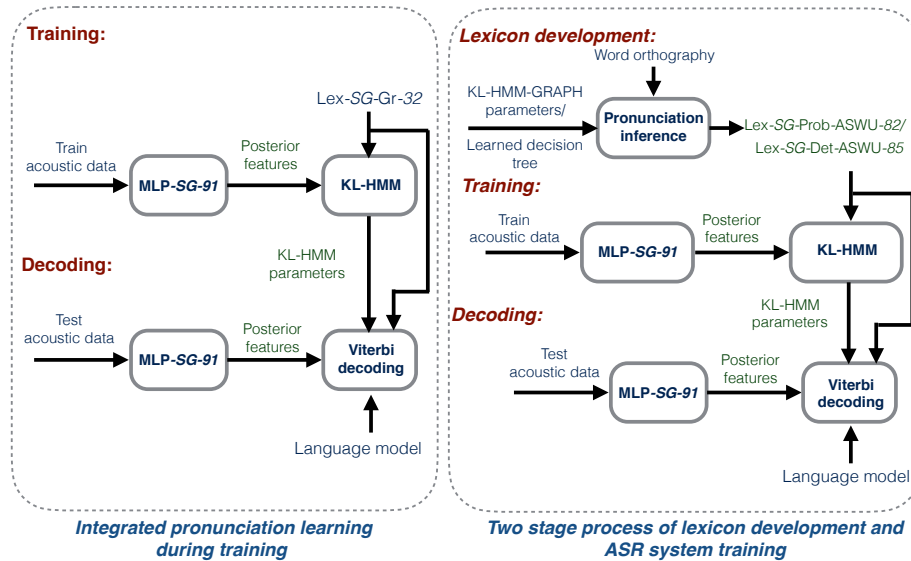 Training:
Lex-SG-Gr-32
Train
acoustic data
MLP-SG-91
Posterior
features
KL-HMM
KL-HMM
parameters
Decoding:
Test
acoustic data
MLP-SG-91
Posterior
features
Viterbi
decoding
Language model
Integrated pronunciation learning
during training
Lexicon development:
Word orthography
KL-HMM-GRAPH
parameters/
Learned decision
tree
Pronunciation
inference
Lex-SG-Prob-ASWU-82/
Lex-SG-Det-ASWU-85
Training:
Train
acoustic data
MLP-SG-91
Posterior
features
KL-HMM
KL-HMM
parameters
Decoding:
Test
acoustic data
MLP-SG-91
Posterior
features
Viterbi
decoding
Language model
Two stage process of lexicon development and
ASR system training